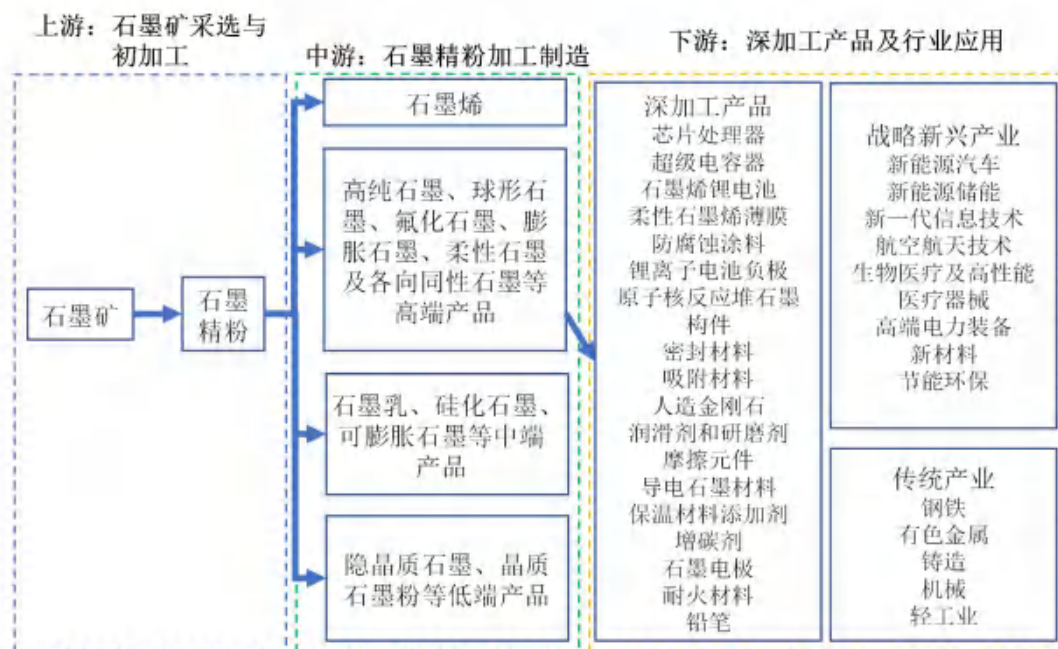 上游：石墨矿采选与
初加工
中游：石墨精粉加工制造
下游：深加工产品及行业应用
石墨矿
石墨
精粉
石墨烯
高纯石墨、球形石
墨、氟化石墨、膨
胀石墨、柔性石墨
及各向同性石墨等
高端产品
石墨乳、硅化石墨、
可膨胀石墨等中端
产品
隐晶质石墨、晶质
石墨粉等低端产品
深加工产品
芯片处理器
超级电容器
石墨烯锂电池
柔性石墨烯薄膜
防腐蚀涂料
锂离子电池负极
原子核反应堆石墨
构件
密封材料
吸附材料
人造金刚石
润滑剂和研磨剂
摩擦元件
导电石墨材料
保温材料添加剂
增碳剂
石墨电极
耐火材料
铅笔
战略新兴产业
新能源汽车
新能源储能
新一代信息技术
航空航天技术
生物医疗及高性能
医疗器械
高端电力装备
新材料
节能环保
传统产业
钢铁
有色金属
铸造
机械
轻工业